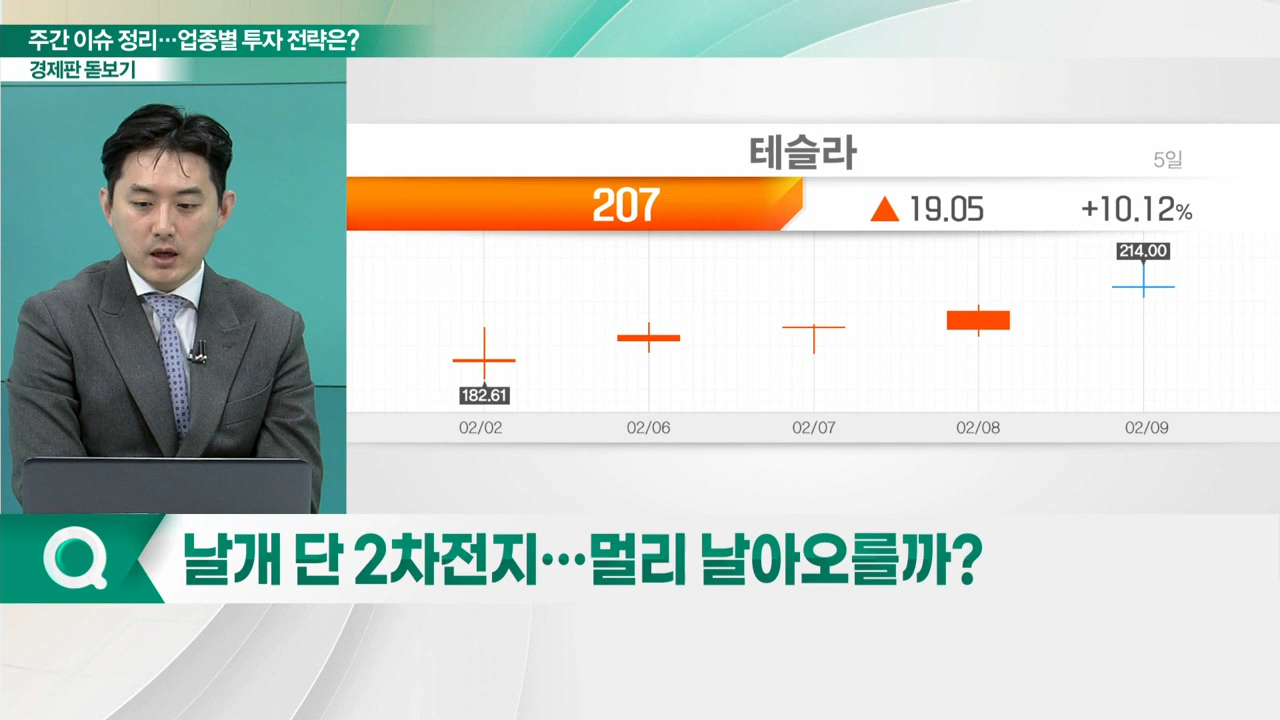 주간 이슈 정리…업종별 투자 전략은?
경제판 돋보기
테슬라
5일
207 ▲ 19.05 +10.12%
214.00
182.61
02/02 02/06 02/07 02/08 02/09
날개 단 2차전지…멀리 날아오를까?